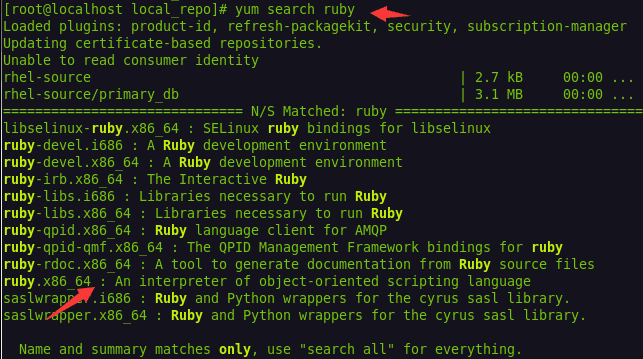 [root@localhost local_repo]# yum search ruby
Loaded plugins: product-id, refresh-packagekit, security, subscription-manager
Updating certificate-based repositories.
Unable to read consumer identity
rhel-source | 2.7 kB 00:00 ...
rhel-source/primary_db | 3.1 MB 00:00 ...
============================== N/S Matched: ruby ===============================
libselinux-ruby.x86_64 : SELinux ruby bindings for libselinux
ruby-devel.i686 : A Ruby development environment
ruby-devel.x86_64 : A Ruby development environment
ruby-irb.x86_64 : The Interactive Ruby
ruby-libs.i686 : Libraries necessary to run Ruby
ruby-libs.x86_64 : Libraries necessary to run Ruby
ruby-qpid.x86_64 : Ruby language client for AMQP
ruby-qpid-qmf.x86_64 : The QPID Management Framework bindings for ruby
ruby-rdoc.x86_64 : A tool to generate documentation from Ruby source files
ruby.x86_64 : An interpreter of object-oriented scripting language
saslwrapper.i686 : Ruby and Python wrappers for the cyrus sasl library.
saslwrapper.x86_64 : Ruby and Python wrappers for the cyrus sasl library.
Name and summary matches only, use "search all" for everything.